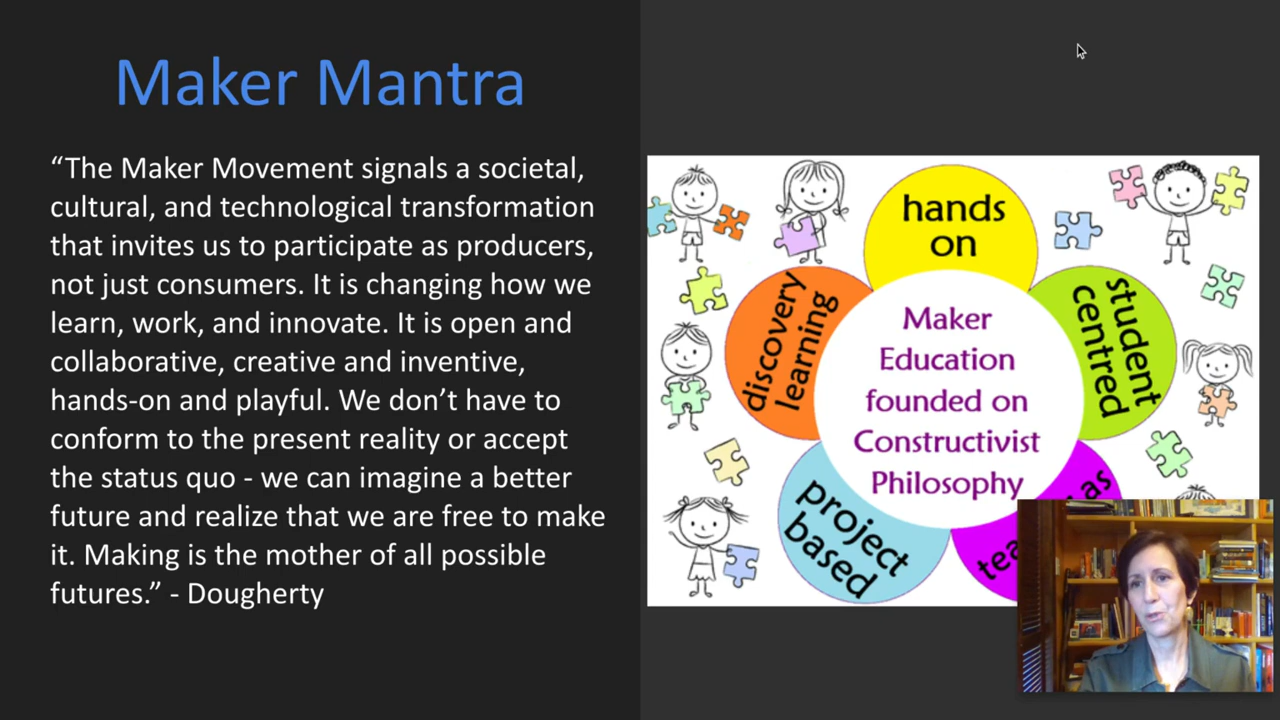 Maker Mantra
“The Maker Movement signals a societal,
cultural, and technological transformation
that invites us to participate as producers,
not just consumers. It is changing how we
learn, work, and innovate. It is open and
collaborative, creative and inventive,
hands-on and playful. We don’t have to
conform to the present reality or accept
the status quo - we can imagine a better
future and realize that we are free to make
it. Making is the mother of all possible
futures.” - Dougherty
hands
on
student
centred
discovery
learning
Maker
Education
founded on
Constructivist
Philosophy
project
based
as